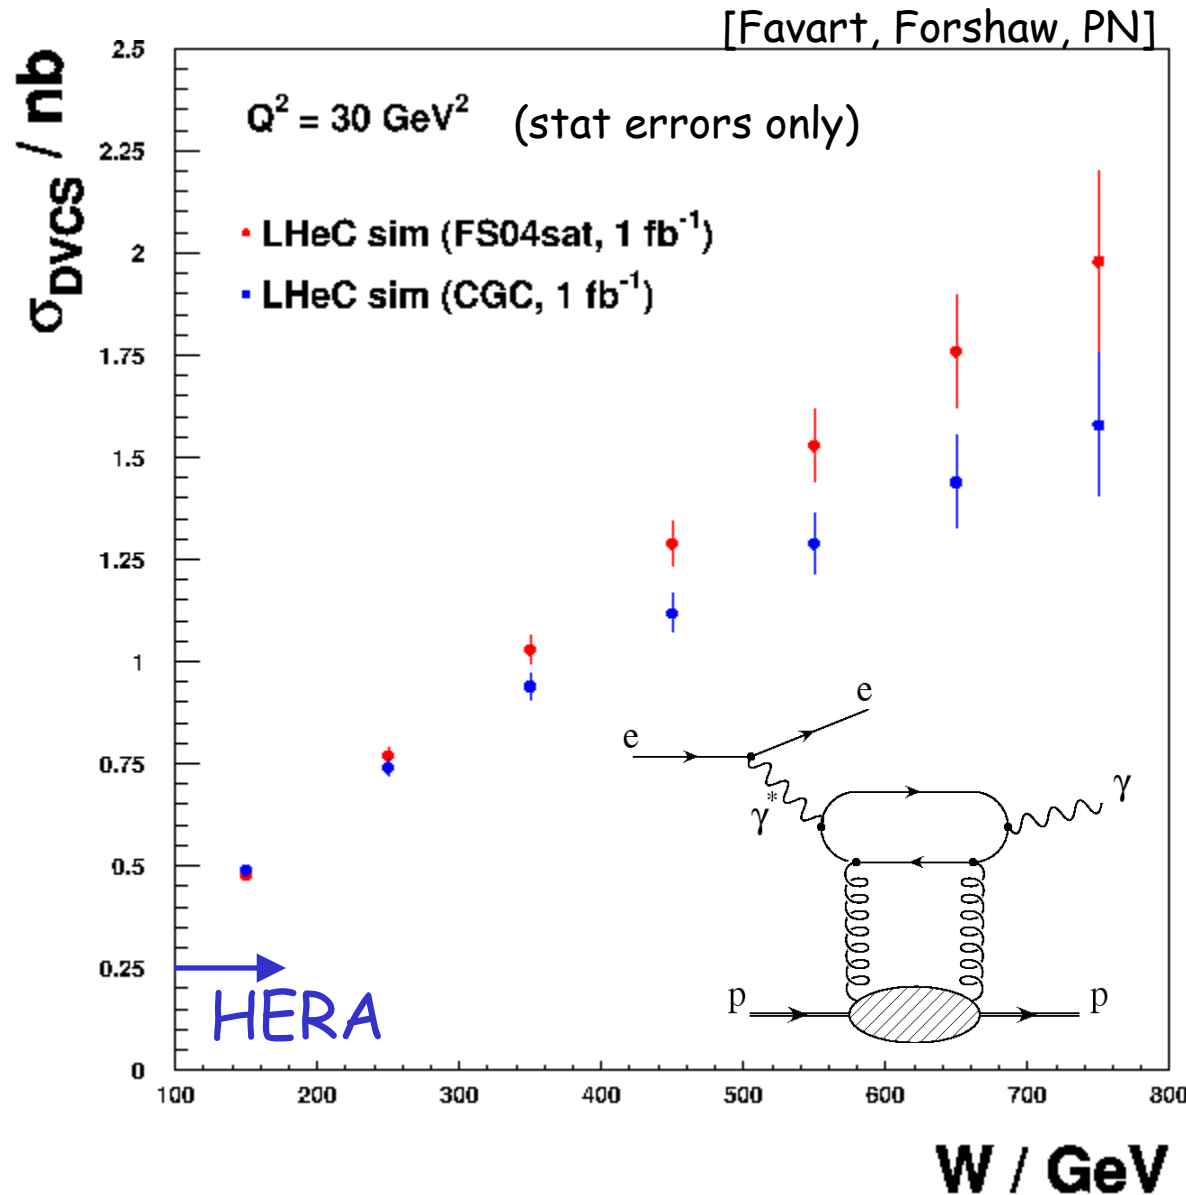 [Favart, Forshaw, PN]
σDVCS / nb
Q² = 30 GeV² (stat errors only)
LHeC sim (FS04sat, 1 fb⁻¹)
LHeC sim (CGC, 1 fb⁻¹)
2.5
2.25
2
1.75
1.5
1.25
1
0.75
0.5
0.25
0
e
e
γ*
γ
p
p
HERA
100 200 300 400 500 600 700 800
W / GeV